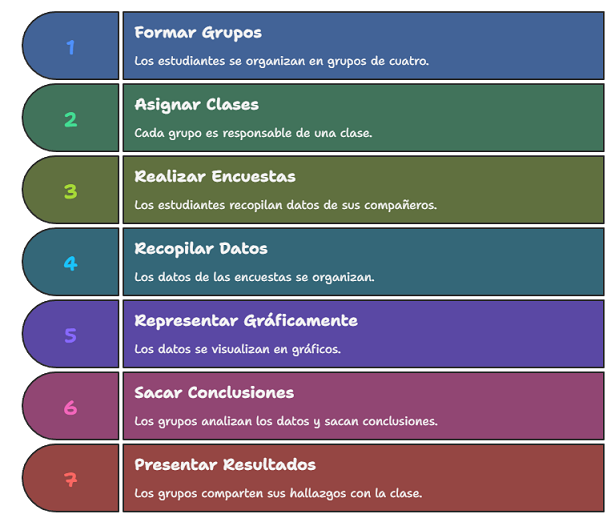 1
Formar Grupos
Los estudiantes se organizan en grupos de cuatro.
2
Asignar Clases
Cada grupo es responsable de una clase.
3
Realizar Encuestas
Los estudiantes recopilan datos de sus compañeros.
4
Recopilar Datos
Los datos de las encuestas se organizan.
5
Representar Gráficamente
Los datos se visualizan en gráficos.
6
Sacar Conclusiones
Los grupos analizan los datos y sacan conclusiones.
7
Presentar Resultados
Los grupos comparten sus hallazgos con la clase.